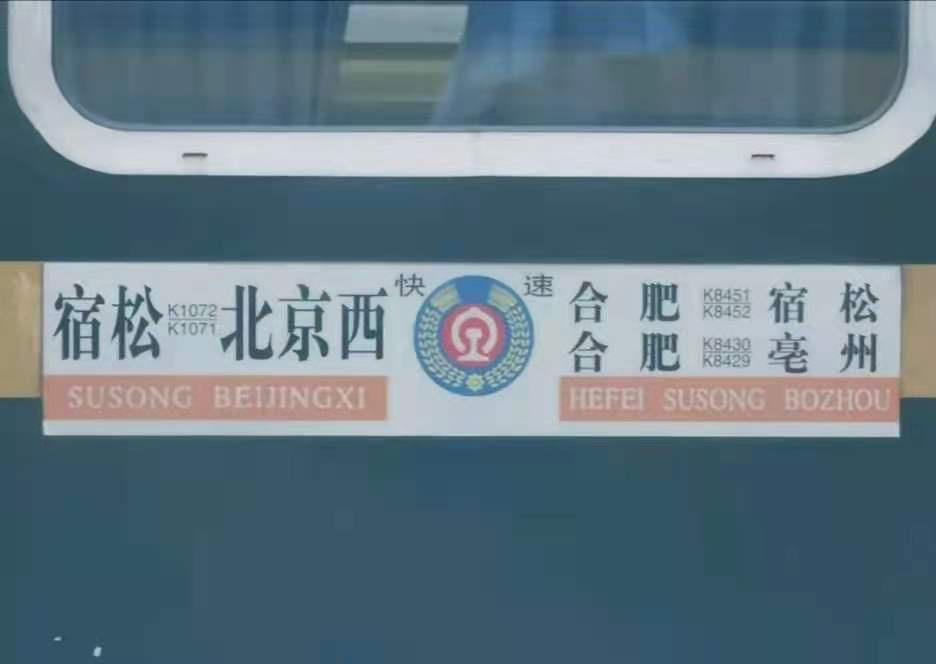 快 速
宿松 K1072 北京西
K1071
SUSONG BEIJINGXI
合肥 K8451 宿松
K8452
合肥 K8430 亳州
K8429
HEFEI SUSONG BOZHOU